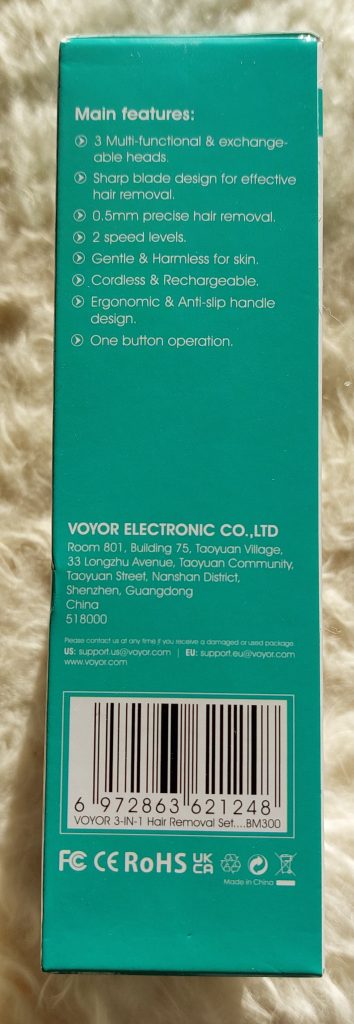 Main features:
3 Multi-functional & exchange-
able heads.
Sharp blade design for effective
hair removal.
0.5mm precise hair removal.
2 speed levels.
Gentle & Harmless for skin.
Cordless & Rechargeable.
Ergonomic & Anti-slip handle
design.
One button operation.
VOYOR ELECTRONIC CO.,LTD
Room 801, Building 75, Taoyuan Village,
33 Longzhu Avenue, Taoyuan Community,
Taoyuan Street, Nanshan District,
Shenzhen, Guangdong
China
518000
Please contact us at any time if you receive a damaged or used package.
US: support.us@voyor.com | EU: support.eu@voyor.com
www.voyor.com
6 972863 621248
VOYOR 3-IN-1 Hair Removal Set....BM300
FC CE RoHS UK CA
Made in China